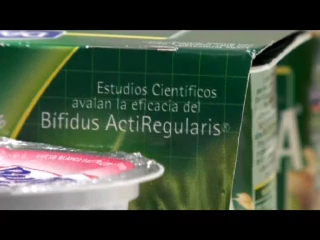 Estudios Científicos
avalan la eficacia del
Bifidus ActiRegularis®
A